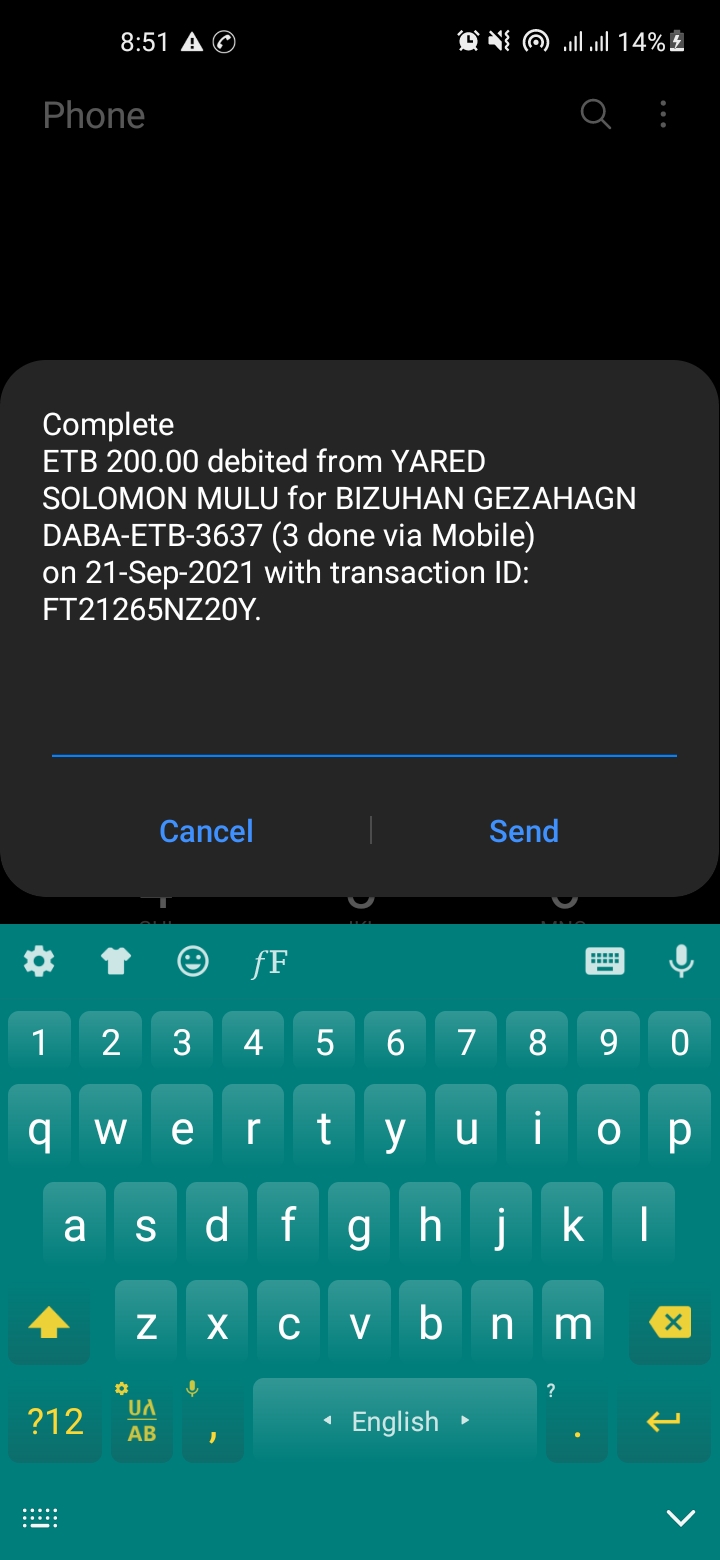 8:51 14%
Phone
Complete
ETB 200.00 debited from YARED
SOLOMON MULU for BIZUHAN GEZAHAGN
DABA-ETB-3637 (3 done via Mobile)
on 21-Sep-2021 with transaction ID:
FT21265NZ20Y.
Cancel | Send
fF
1 2 3 4 5 6 7 8 9 0
q w e r t y u i o p
a s d f g h j k l
z x c v b n m
?12 ሀለ AB , English ? .